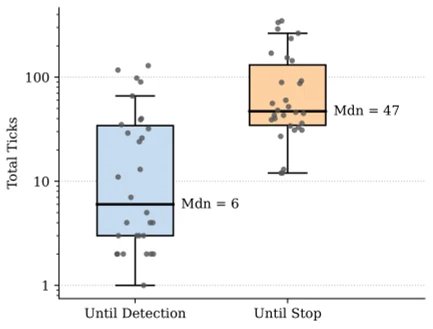 Total Ticks
100
10
1
Mdn = 47
Mdn = 6
Until Detection
Until Stop